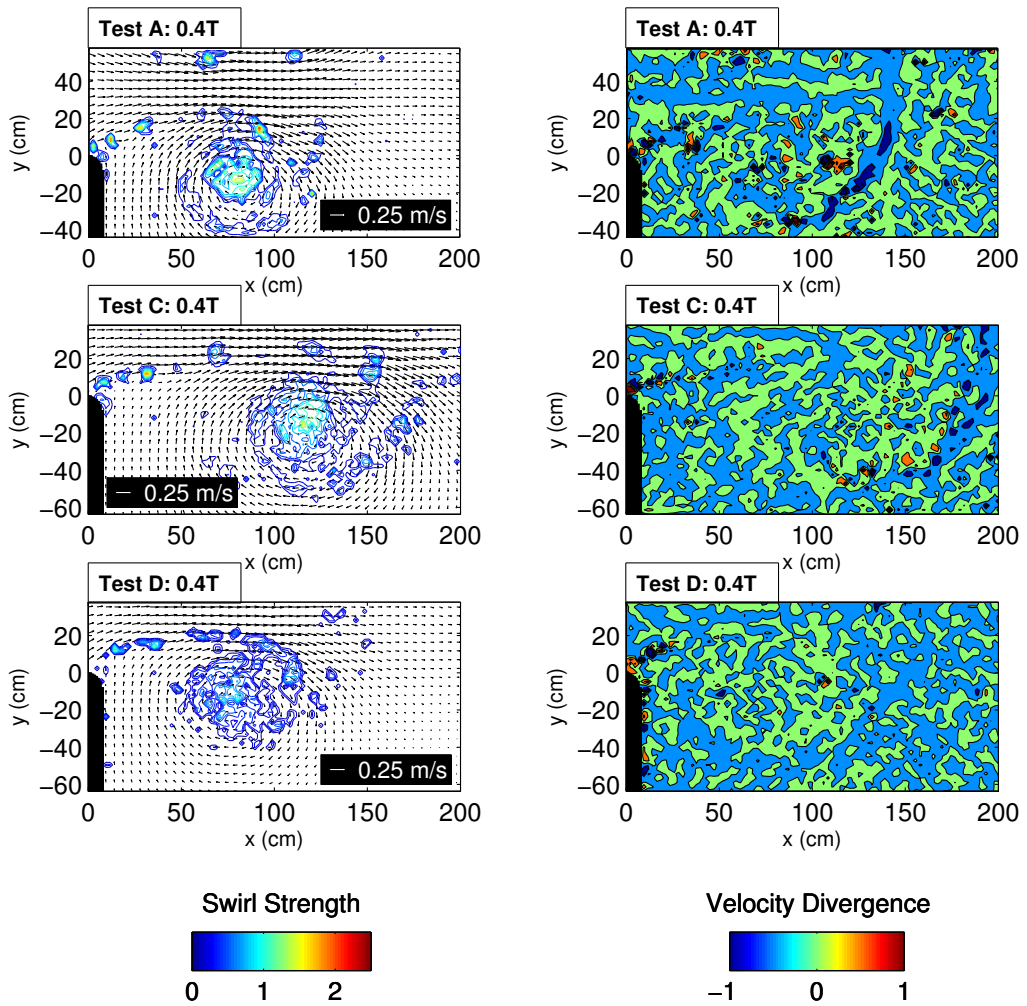 Test A: 0.4T
40
20
0
−20
−40
y (cm)
0.25 m/s
0 50 100 150 200
x (cm)
Test A: 0.4T
40
20
0
−20
−40
y (cm)
0 50 100 150 200
x (cm)
Test C: 0.4T
20
0
−20
−40
−60
y (cm)
0.25 m/s
0 50 100 150 200
x (cm)
Test C: 0.4T
20
0
−20
−40
−60
y (cm)
0 50 100 150 200
x (cm)
Test D: 0.4T
20
0
−20
−40
−60
y (cm)
0.25 m/s
0 50 100 150 200
x (cm)
Test D: 0.4T
20
0
−20
−40
−60
y (cm)
0 50 100 150 200
x (cm)
Swirl Strength
0 1 2
Velocity Divergence
−1 0 1